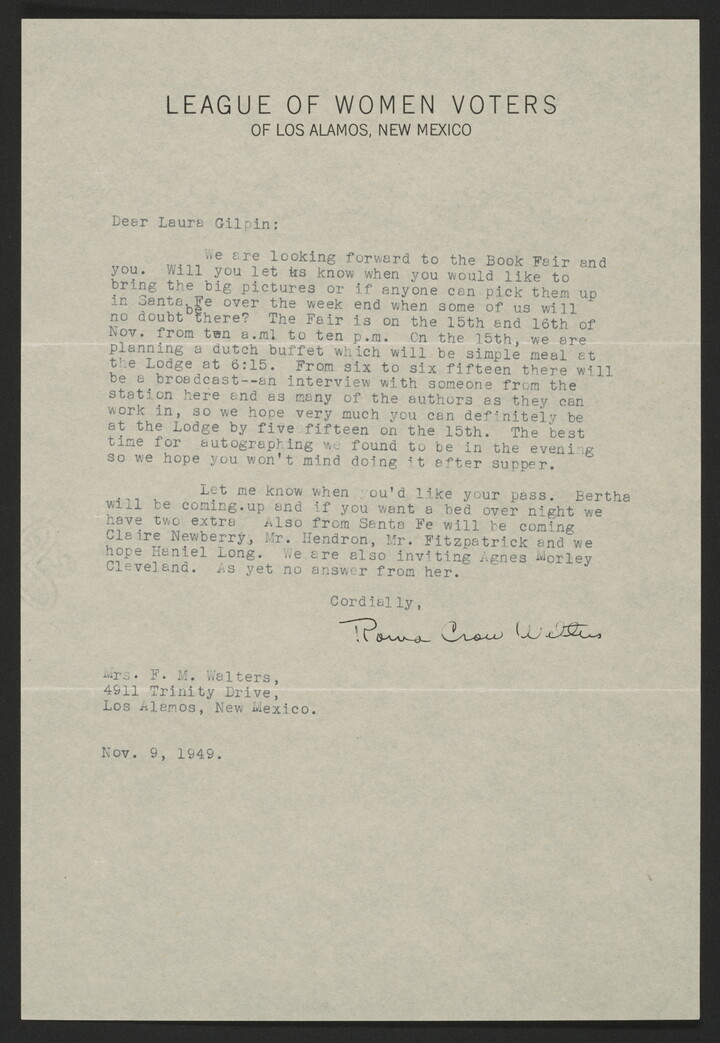 LEAGUE OF WOMEN VOTERS
OF LOS ALAMOS, NEW MEXICO
Dear Laura Gilpin:
We are looking forward to the Book Fair and
you. Will you let us know when you would like to
bring the big pictures or if anyone can pick them up
in Santa Fe over the week end when some of us will
no doubt be there? The Fair is on the 15th and 16th of
Nov. from ten a.ml to ten p.m. On the 15th, we are
planning a dutch buffet which will be simple meal at
the Lodge at 6:15. From six to six fifteen there will
be a broadcast--an interview with someone from the
station here and as many of the authors as they can
work in, so we hope very much you can definitely be
at the Lodge by five fifteen on the 15th. The best
time for autographing we found to be in the evening
so we hope you won't mind doing it after supper.
Let me know when you'd like your pass. Bertha
will be coming.up and if you want a bed over night we
have two extra Also from Santa Fe will be coming
Claire Newberry, Mr. Hendron, Mr. Fitzpatrick and we
hope Haniel Long. We are also inviting Agnes Morley
Cleveland. As yet no answer from her.
Cordially,
Roma Crow Walters
Mrs. F. M. Walters,
4911 Trinity Drive,
Los Alamos, New Mexico.
Nov. 9, 1949.